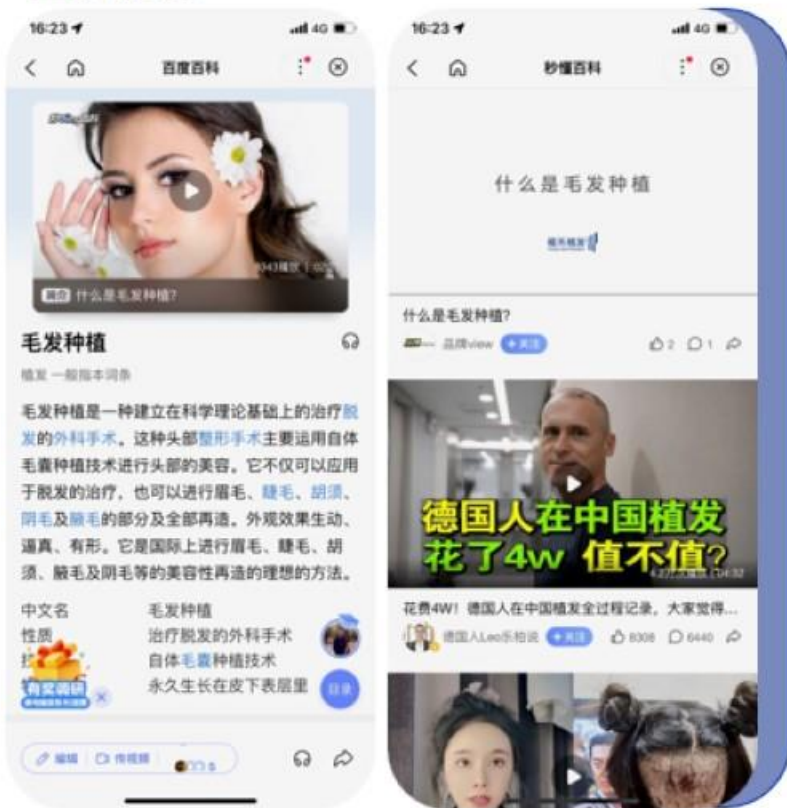 16:23
4G
百度百科
简介 什么是毛发种植?
毛发种植
植发 一般指本词条
毛发种植是一种建立在科学理论基础上的治疗脱
发的外科手术。这种头部整形手术主要运用自体
毛囊种植技术进行头部的美容。它不仅可以应用
于脱发的治疗，也可以进行眉毛、睫毛、胡须、
阴毛及腋毛的部分及全部再造。外观效果生动、
逼真、有形。它是国际上进行眉毛、睫毛、胡
须、腋毛及阴毛等的美容性再造的理想的方法。
中文名 毛发种植
性质 治疗脱发的外科手术
自体毛囊种植技术
永久生长在皮下表层里
有奖调研
目录
编辑
传视频
16:23
4G
秒懂百科
什么是毛发种植
什么是毛发种植?
品牌view +关注 2 1
德国人在中国植发
花了4w 值不值?
04:32
花费4W！德国人在中国植发全过程记录，大家觉得...
德国人Leo乐柏说 +关注 8308 6440